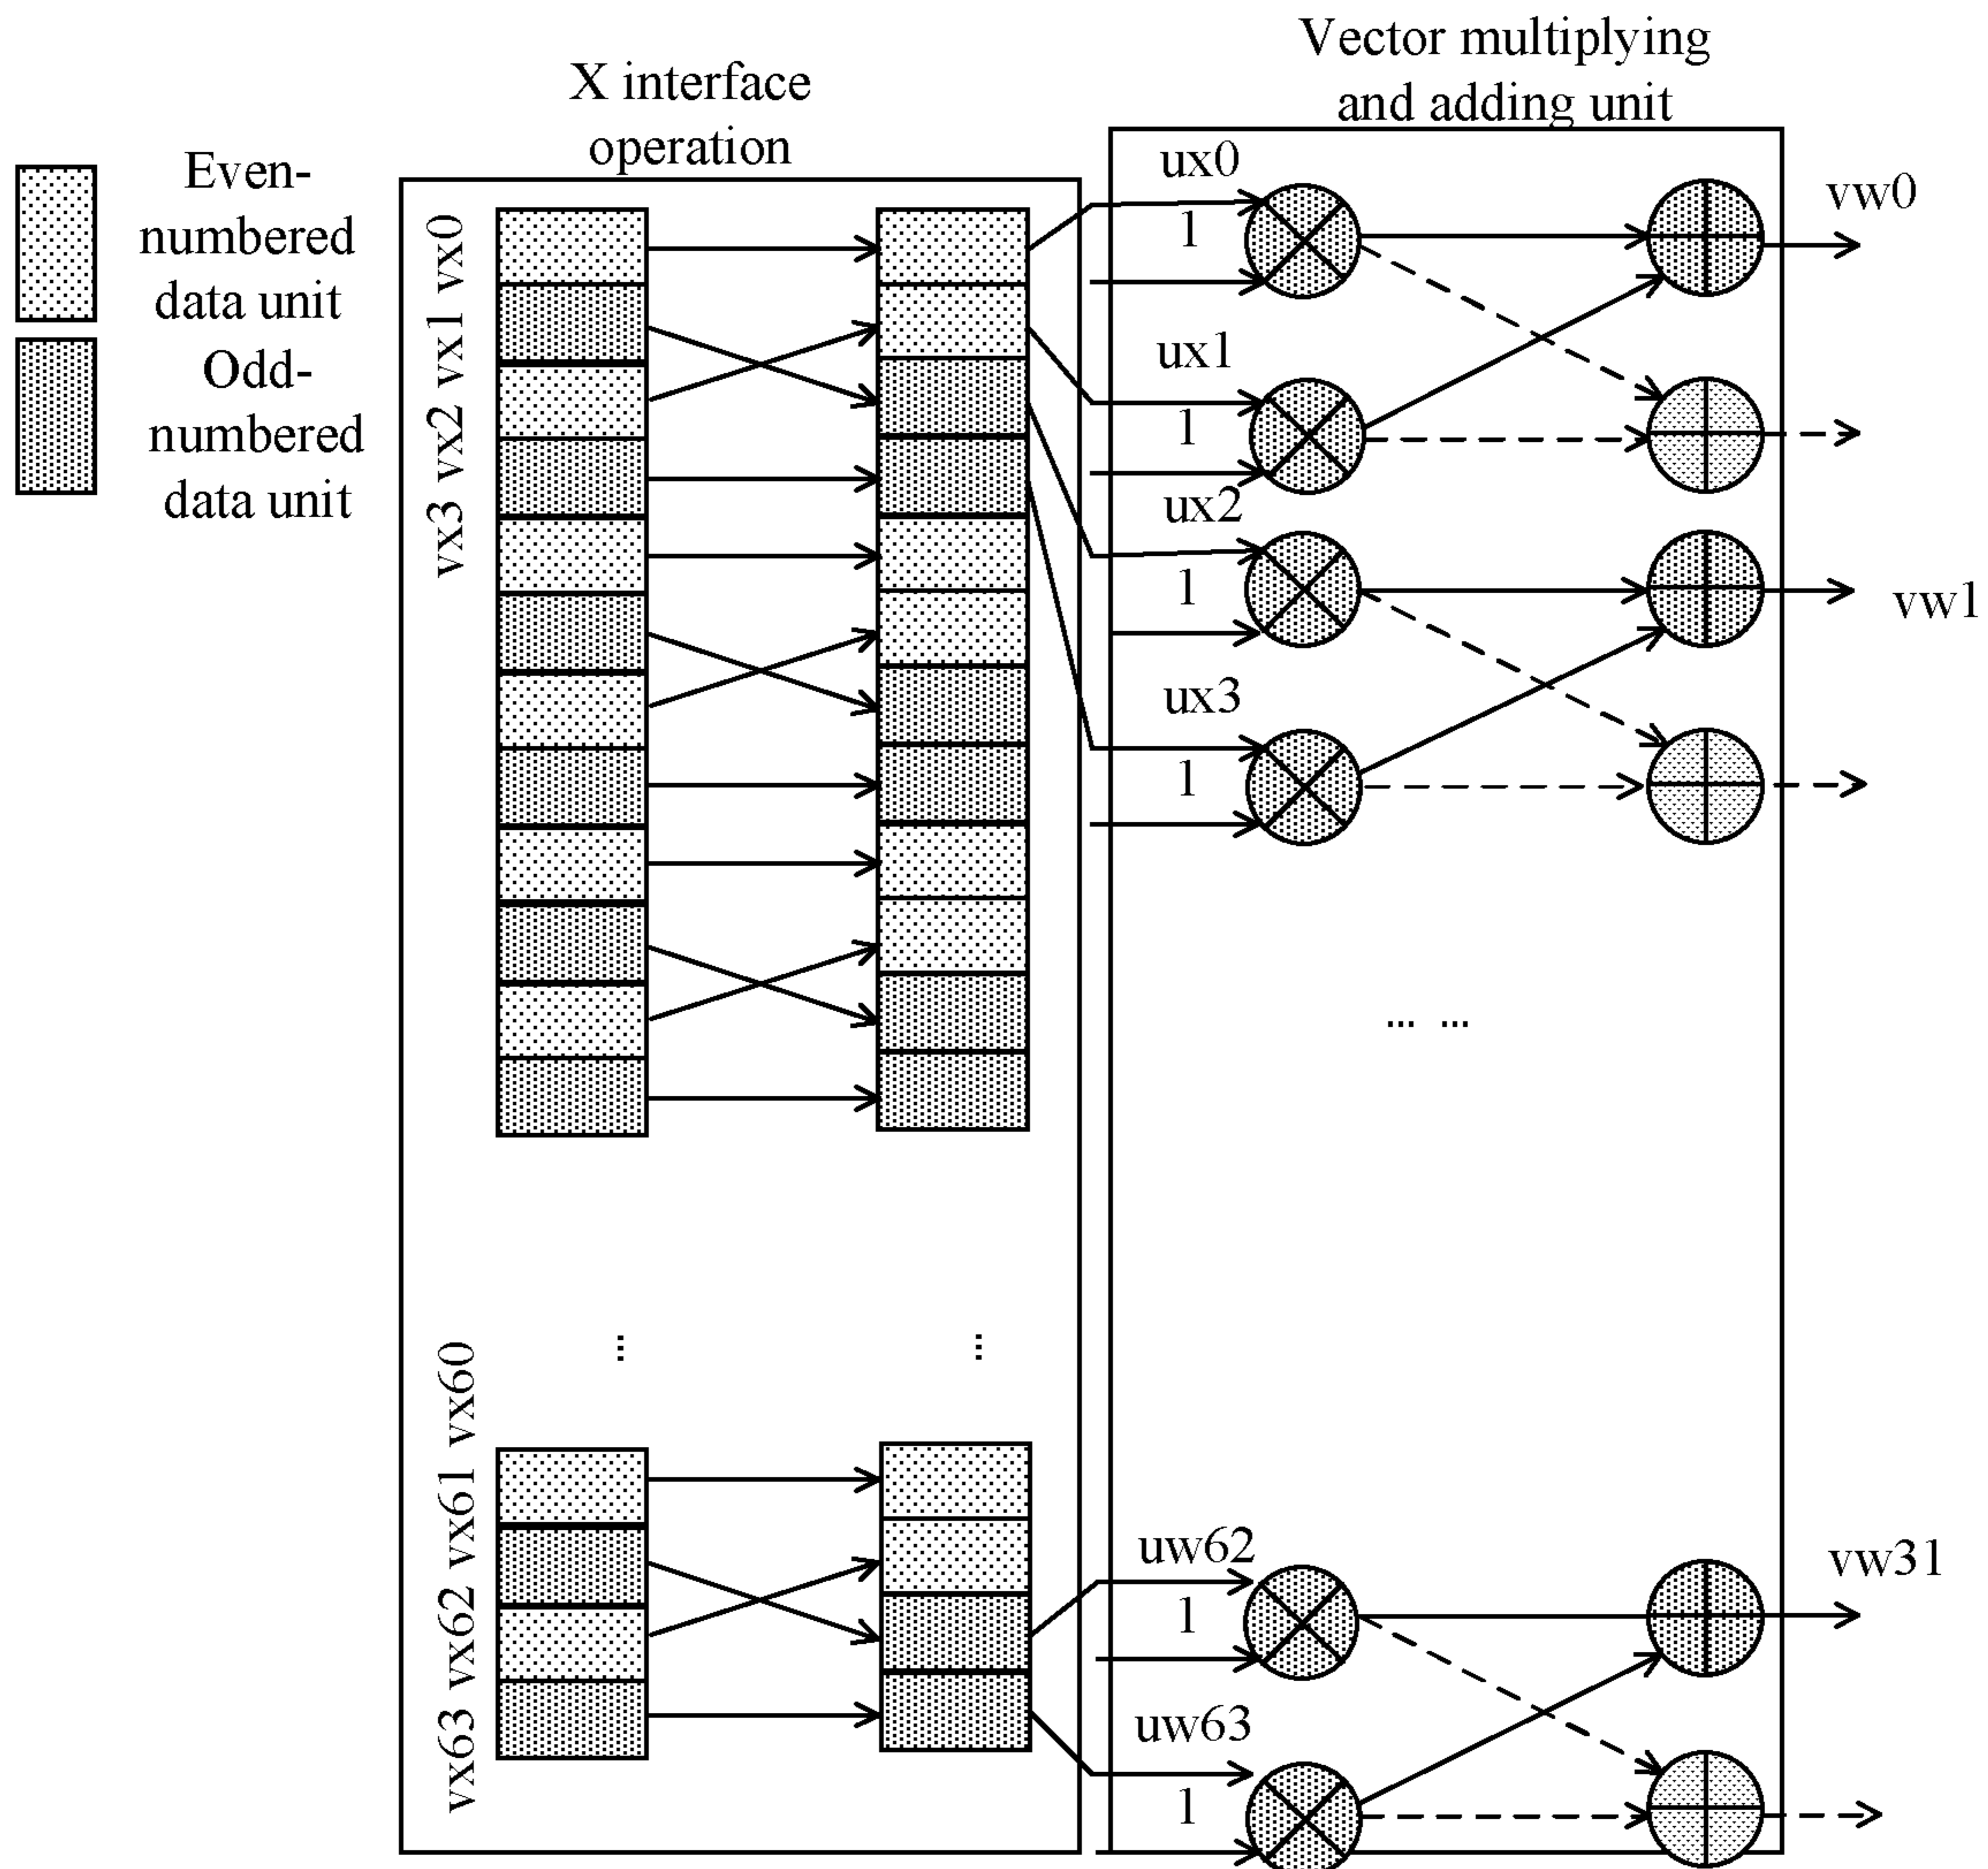 Vector multiplying
and adding unit
X interface
operation
Even-
numbered
data unit
Odd-
numbered
data unit
vx3 vx2 vx1 vx0
ux0
1
vw0
ux1
1
ux2
1
vw1
ux3
1
... ...
...
...
vx63 vx62 vx61 vx60
uw62
1
vw31
uw63
1